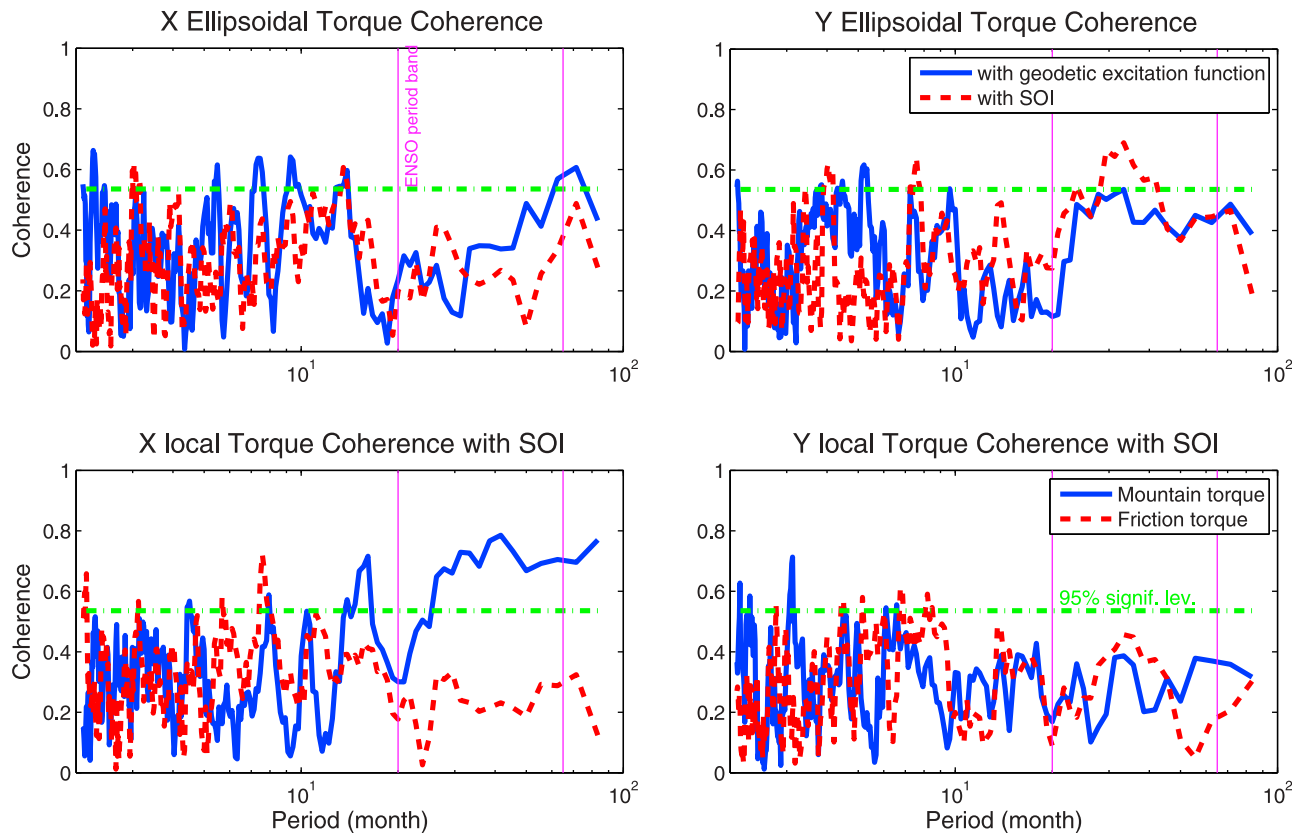 X Ellipsoidal Torque Coherence
Y Ellipsoidal Torque Coherence
1
0.8
0.6
0.4
0.2
0
Coherence
ENSO period band
10^1
10^2
1
0.8
0.6
0.4
0.2
0
with geodetic excitation function
with SOI
10^1
10^2
X local Torque Coherence with SOI
Y local Torque Coherence with SOI
1
0.8
0.6
0.4
0.2
0
Coherence
10^1
10^2
Period (month)
1
0.8
0.6
0.4
0.2
0
Mountain torque
Friction torque
95% signif. lev.
10^1
10^2
Period (month)